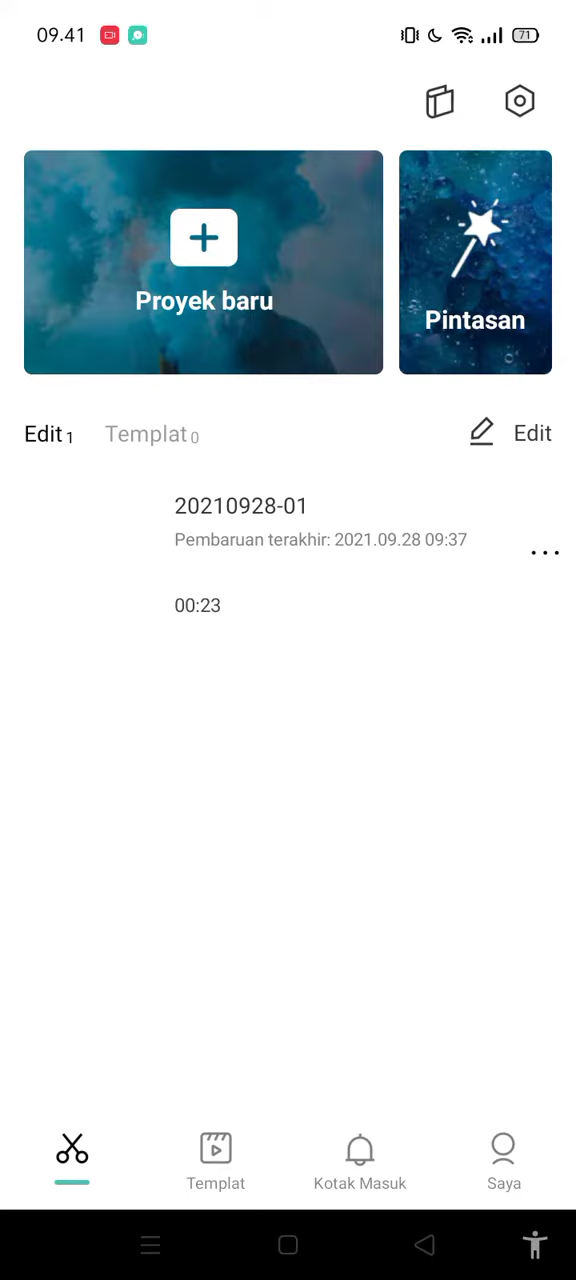 09.41
71
Proyek baru
Pintasan
Edit 1
Templat 0
Edit
20210928-01
Pembaruan terakhir: 2021.09.28 09:37
00:23
Templat
Kotak Masuk
Saya